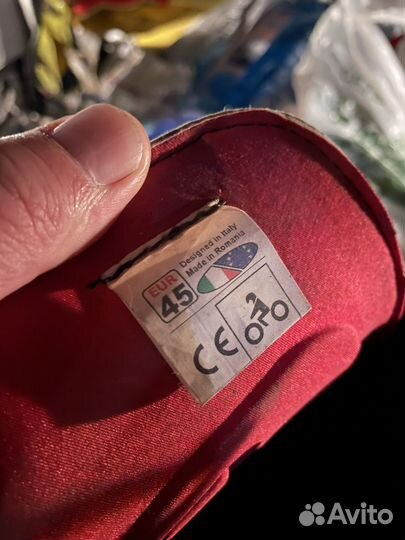 Designed in Italy
Made in Romania
EUR
45
CE
Avito